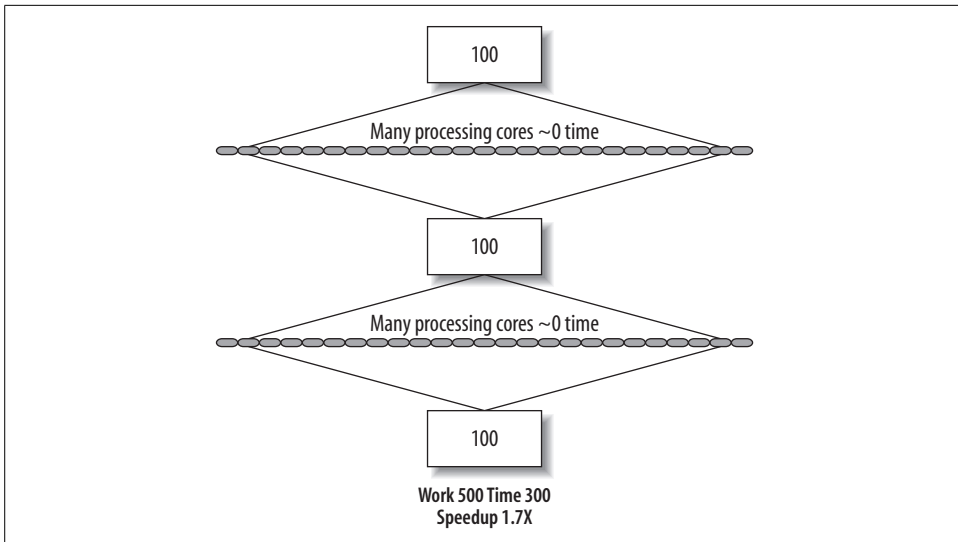 100
Many processing cores ~0 time
100
Many processing cores ~0 time
100
Work 500 Time 300
Speedup 1.7X